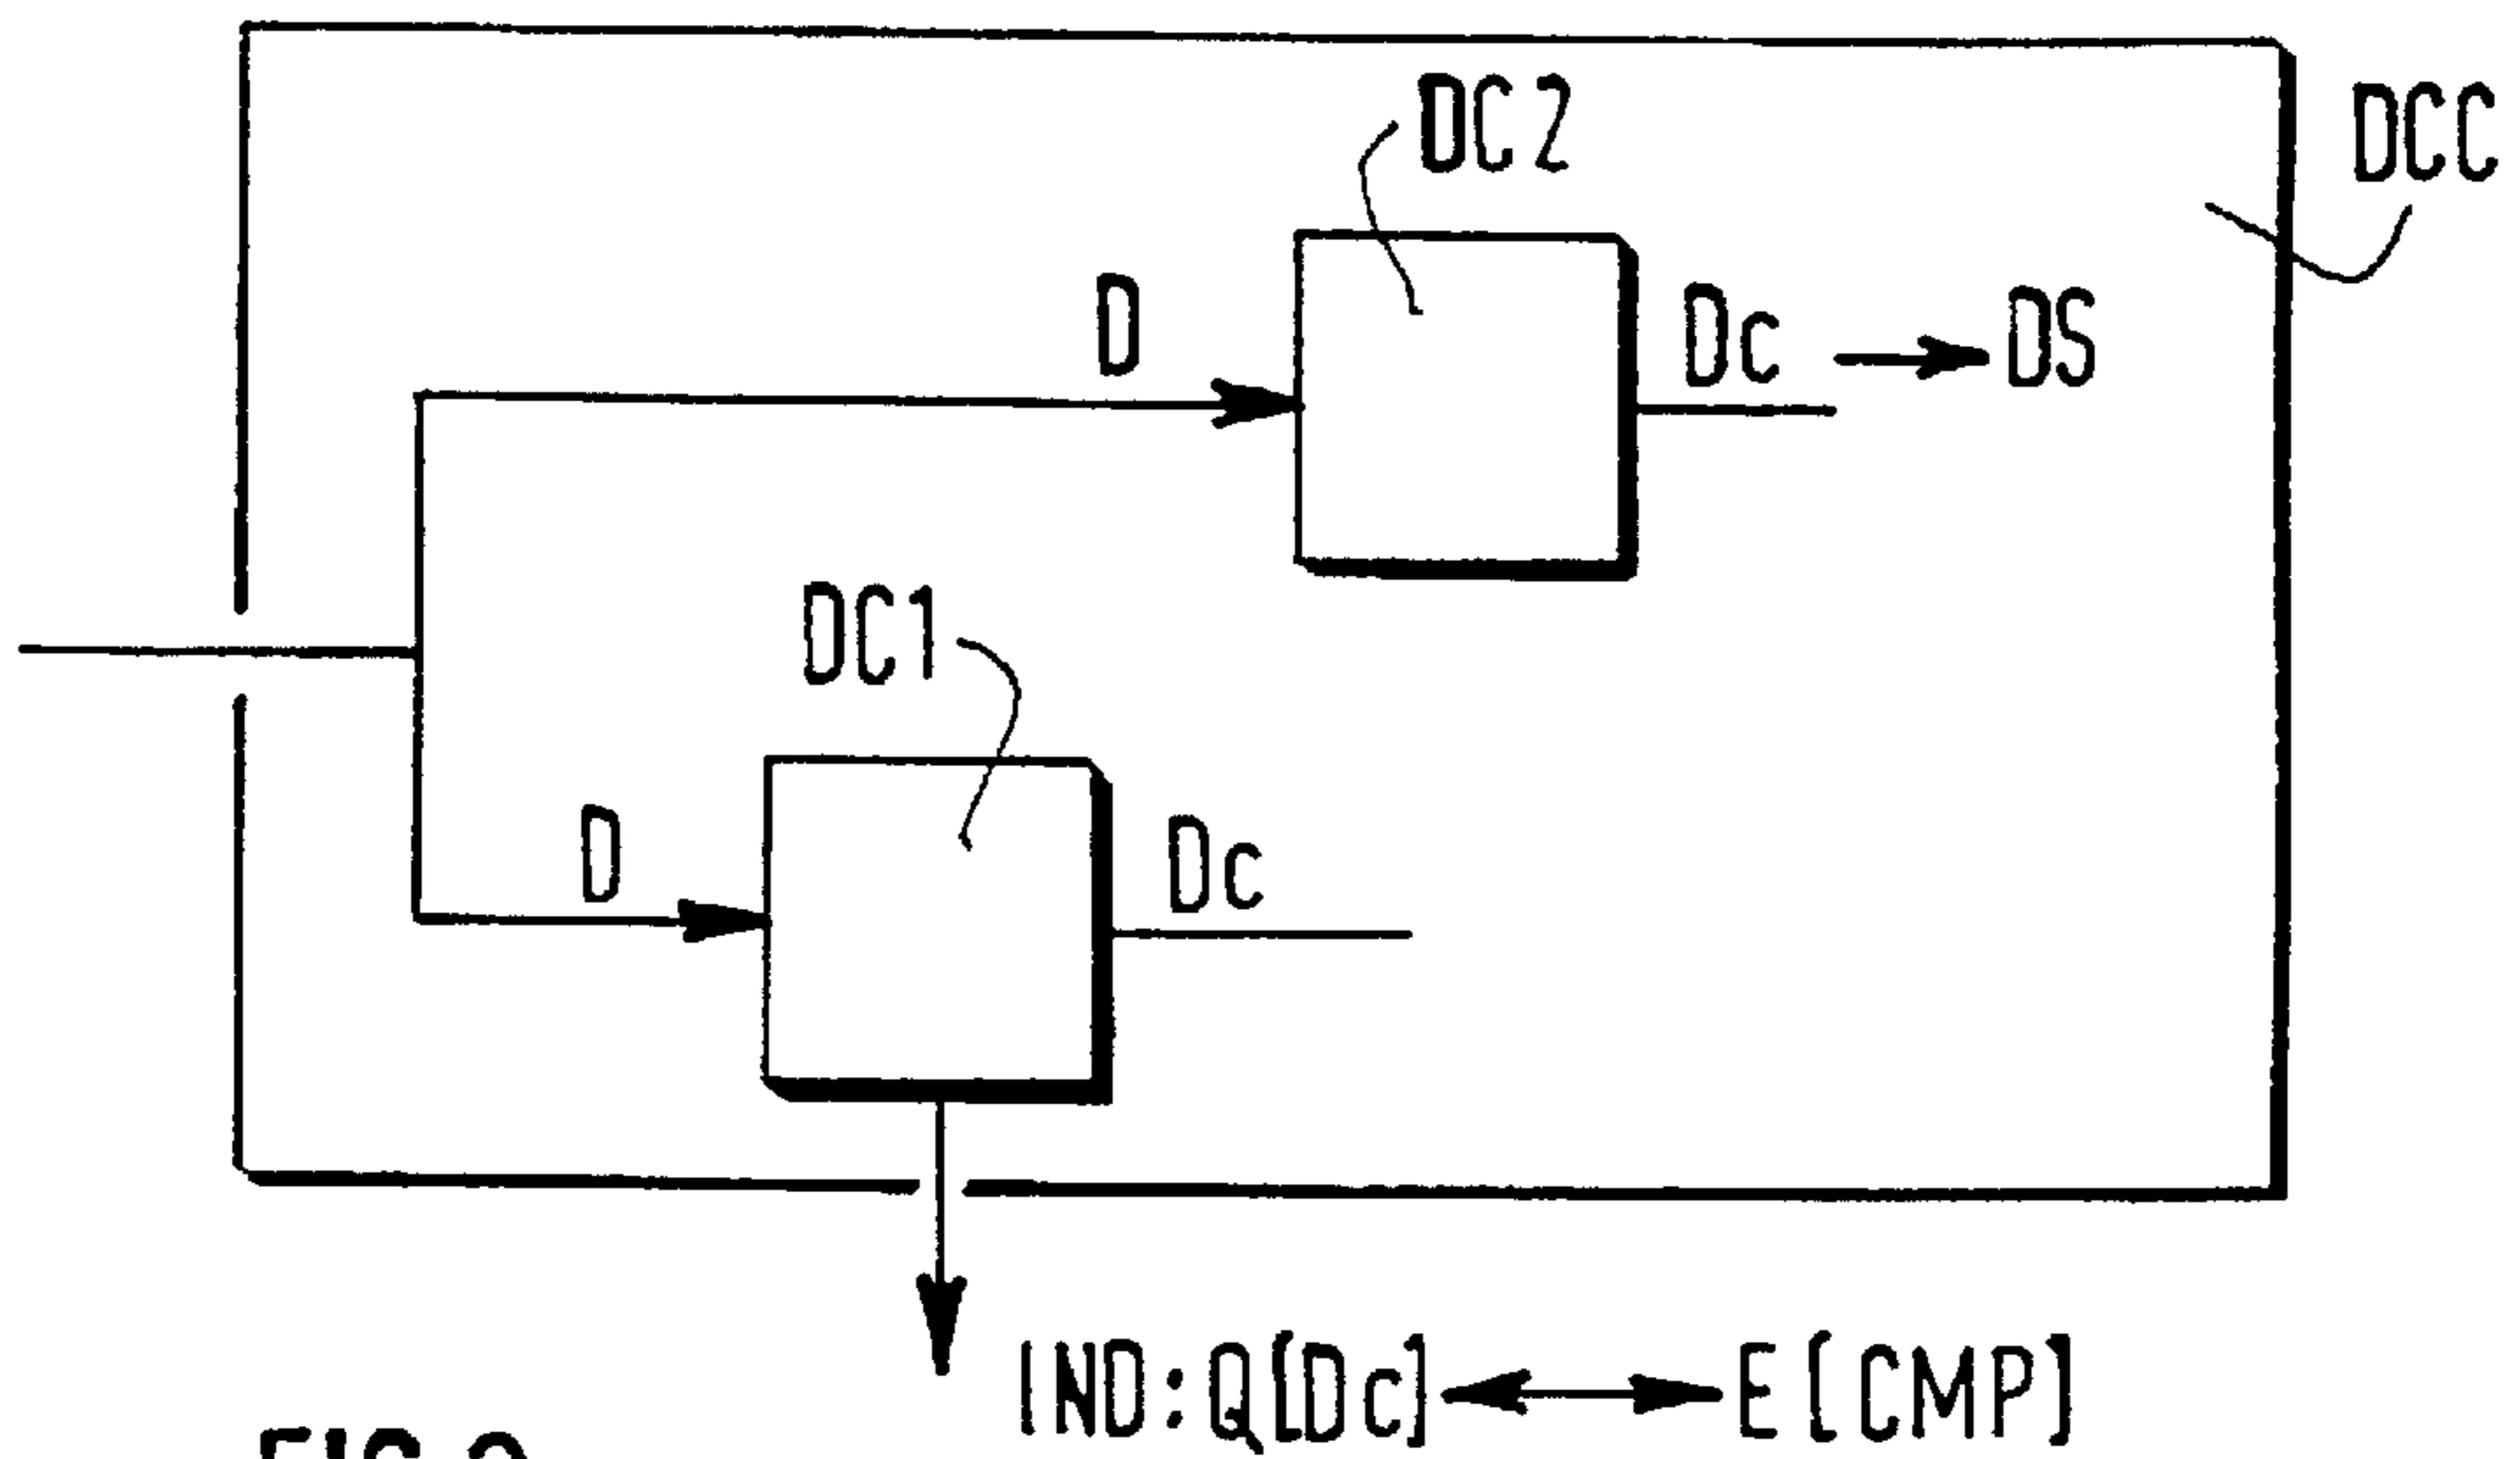 DC2
DCC
D
Dc → DS
DC1
D
Dc
IND:Q[Dc] ↔ E[CMP]